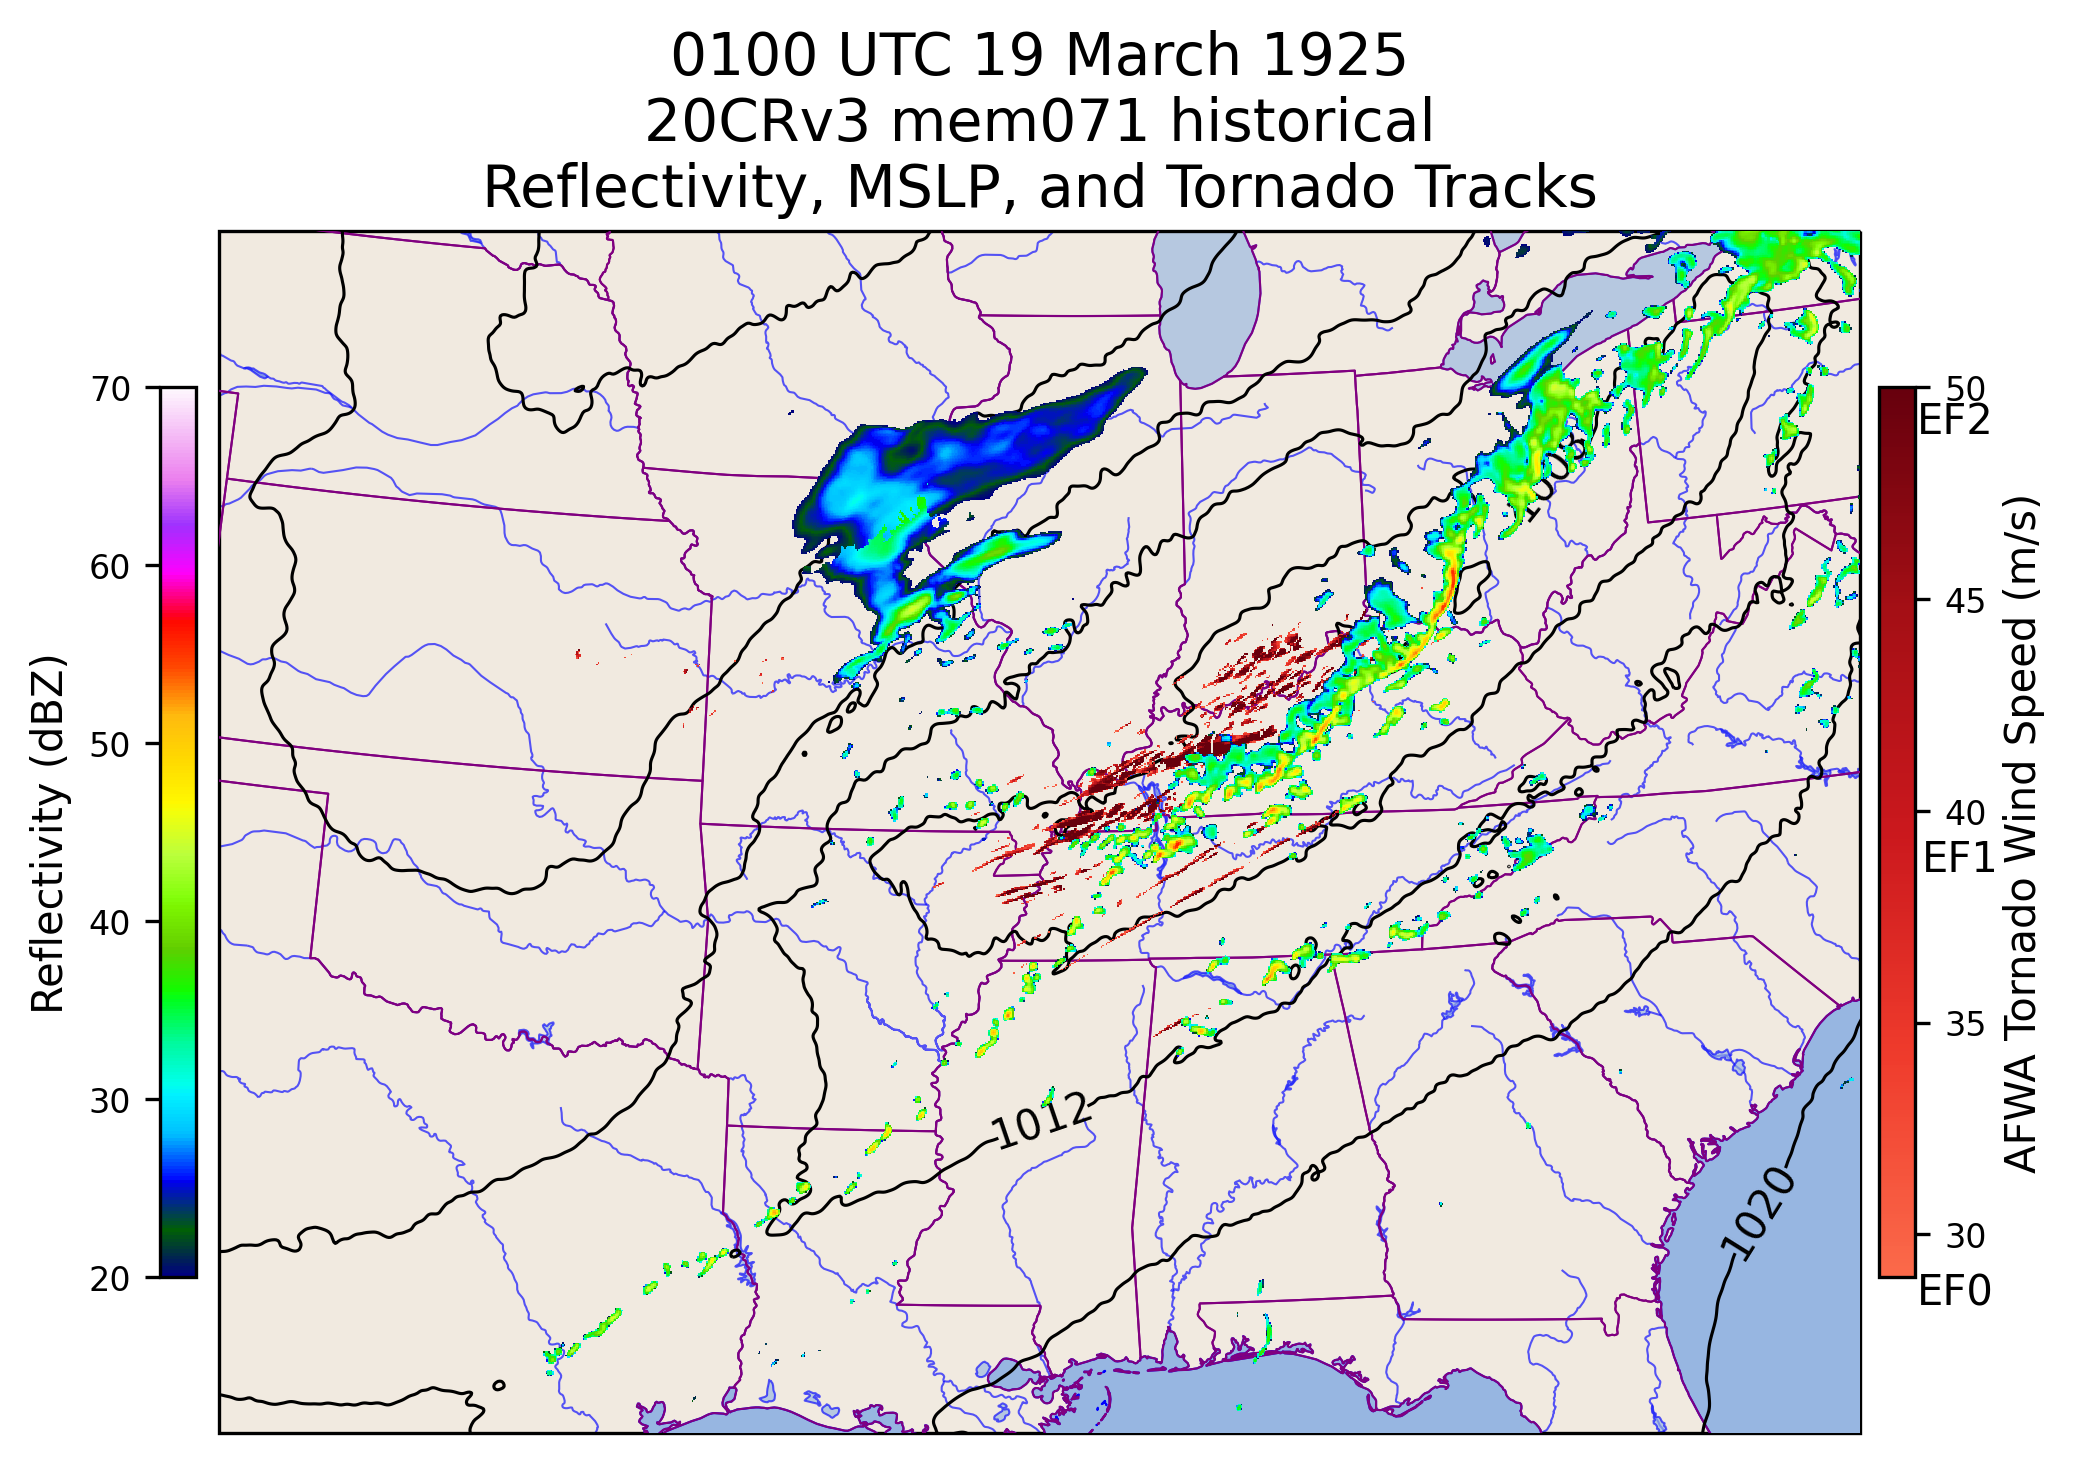 0100 UTC 19 March 1925
20CRv3 mem071 historical
Reflectivity, MSLP, and Tornado Tracks
70
60
50
40
30
20
Reflectivity (dBZ)
1012
1020
50
EF2
45
40
EF1
35
30
EF0
AFWA Tornado Wind Speed (m/s)